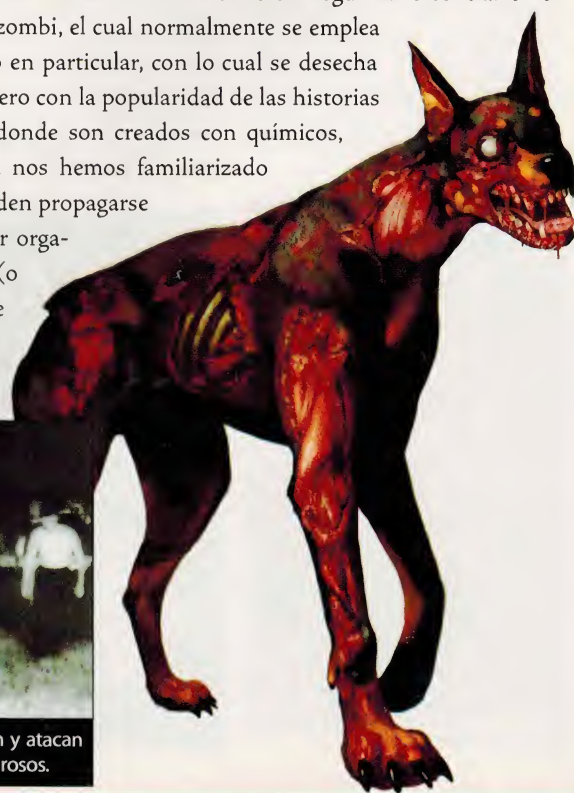 zombi, el cual normalmente se emplea
en particular, con lo cual se desecha
ero con la popularidad de las historias
donde son creados con químicos,
nos hemos familiarizado
den propagarse
r orga-
(o
n y atacan
rosos.